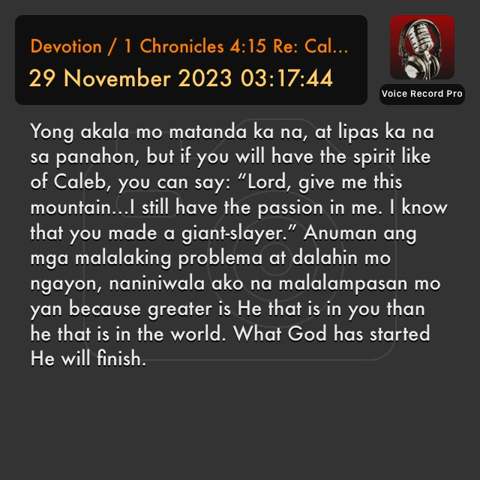 Devotion / 1 Chronicles 4:15 Re: Cal...
29 November 2023 03:17:44
Voice Record Pro
Yong akala mo matanda ka na, at lipas ka na
sa panahon, but if you will have the spirit like
of Caleb, you can say: “Lord, give me this
mountain...I still have the passion in me. I know
that you made a giant-slayer.” Anuman ang
mga malalaking problema at dalahin mo
ngayon, naniniwala ako na malalampasan mo
yan because greater is He that is in you than
he that is in the world. What God has started
He will finish.